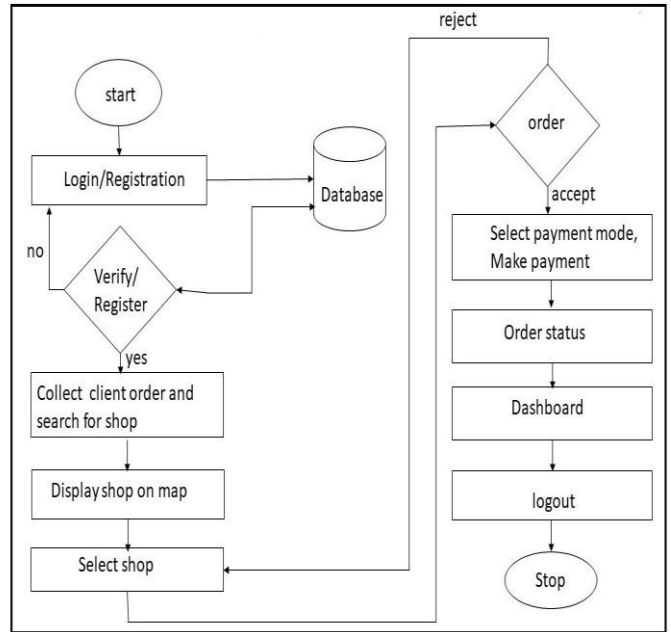 start
Login/Registration
Database
no
Verify/
Register
yes
Collect client order and
search for shop
Display shop on map
Select shop
reject
order
accept
Select payment mode,
Make payment
Order status
Dashboard
logout
Stop